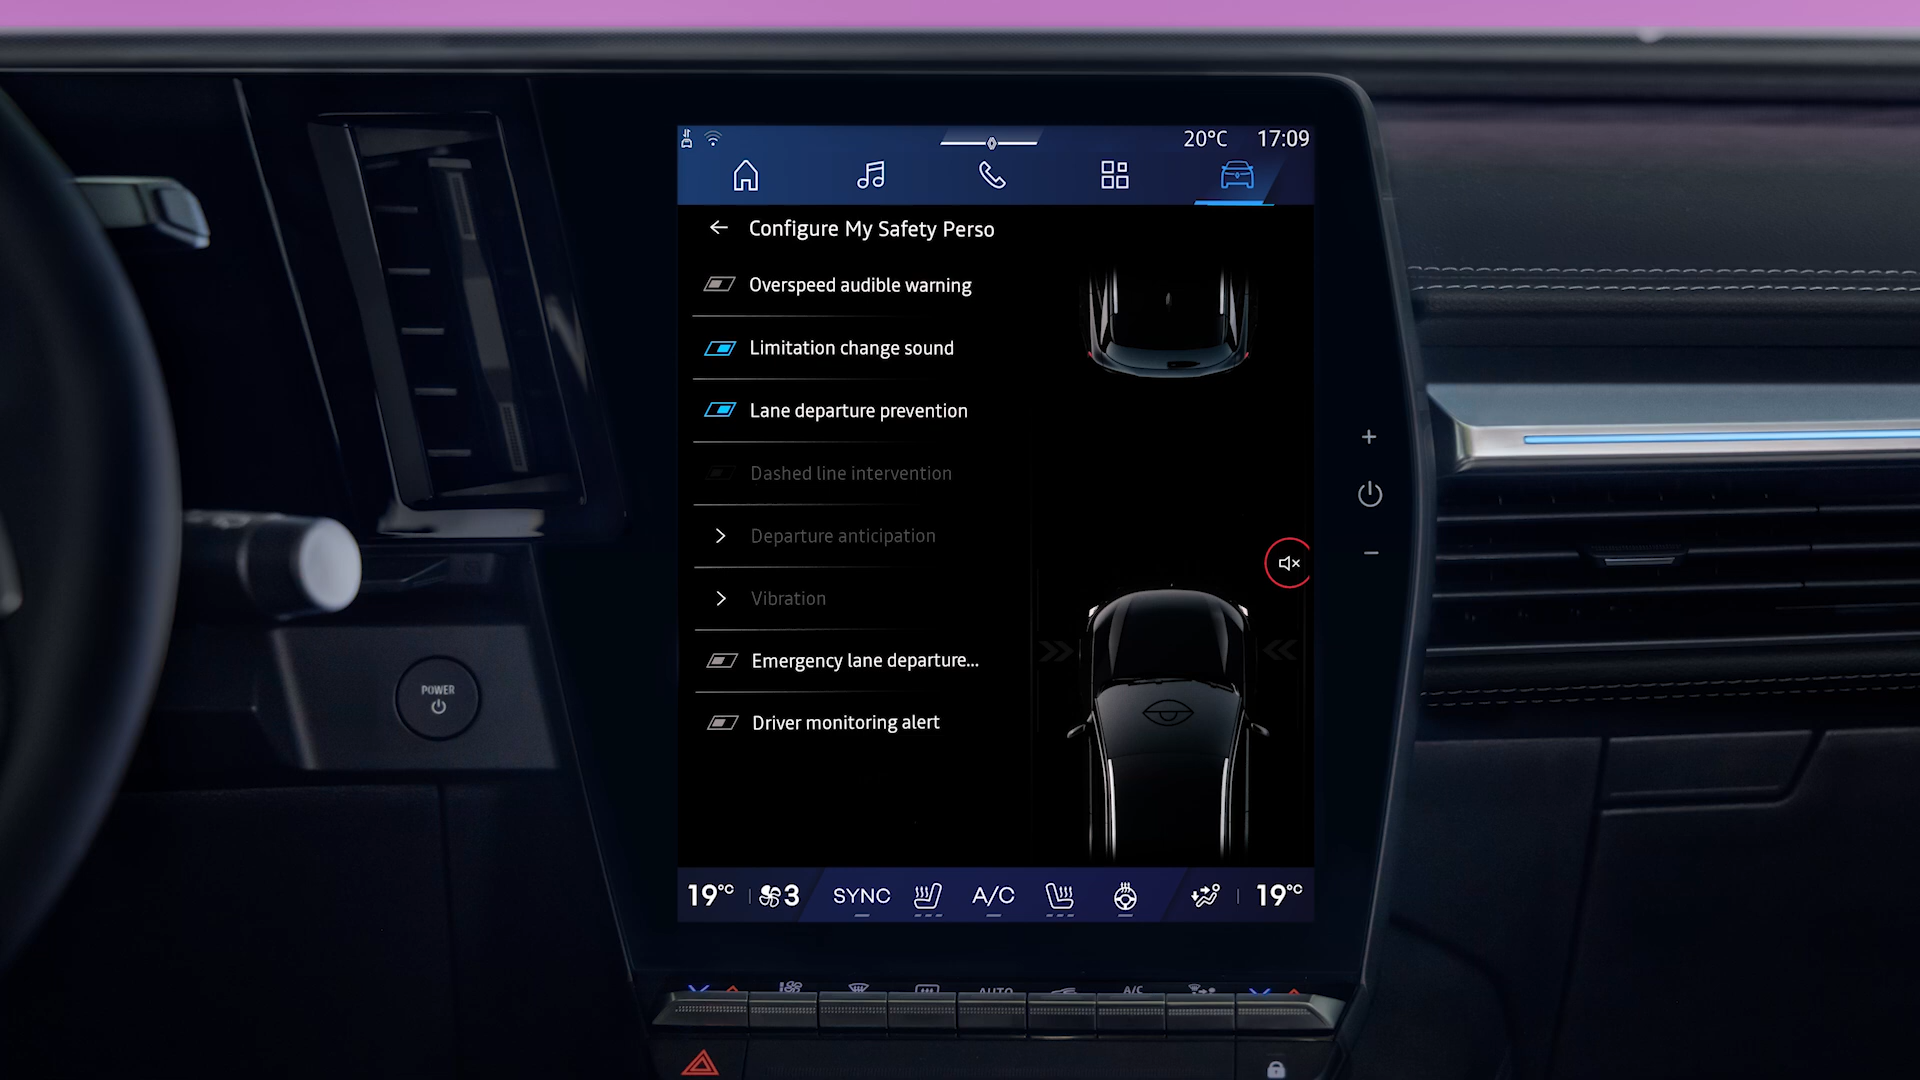 20°C 17:09
Configure My Safety Perso
Overspeed audible warning
Limitation change sound
Lane departure prevention
Dashed line intervention
Departure anticipation
Vibration
Emergency lane departure...
Driver monitoring alert
POWER
19°C 3 SYNC A/C 19°C
AUTO A/C